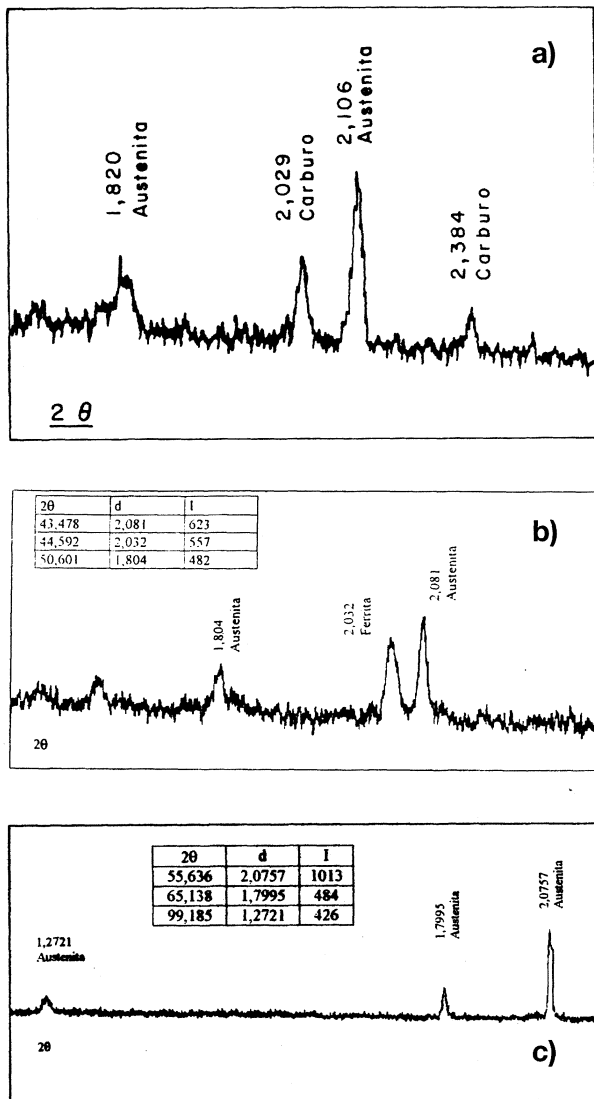 a)
1,820
Austenita
2,029
Carburo
2,106
Austenita
2,384
Carburo
2 θ
b)
2θ d I
43,478 2,081 623
44,592 2,032 557
50,601 1,804 482
1,804
Austenita
2,032
Ferrita
2,081
Austenita
2θ
2θ d I
55,636 2,0757 1013
65,138 1,7995 484
99,185 1,2721 426
1,2721
Austenita
1,7995
Austenita
2,0757
Austenita
2θ
c)